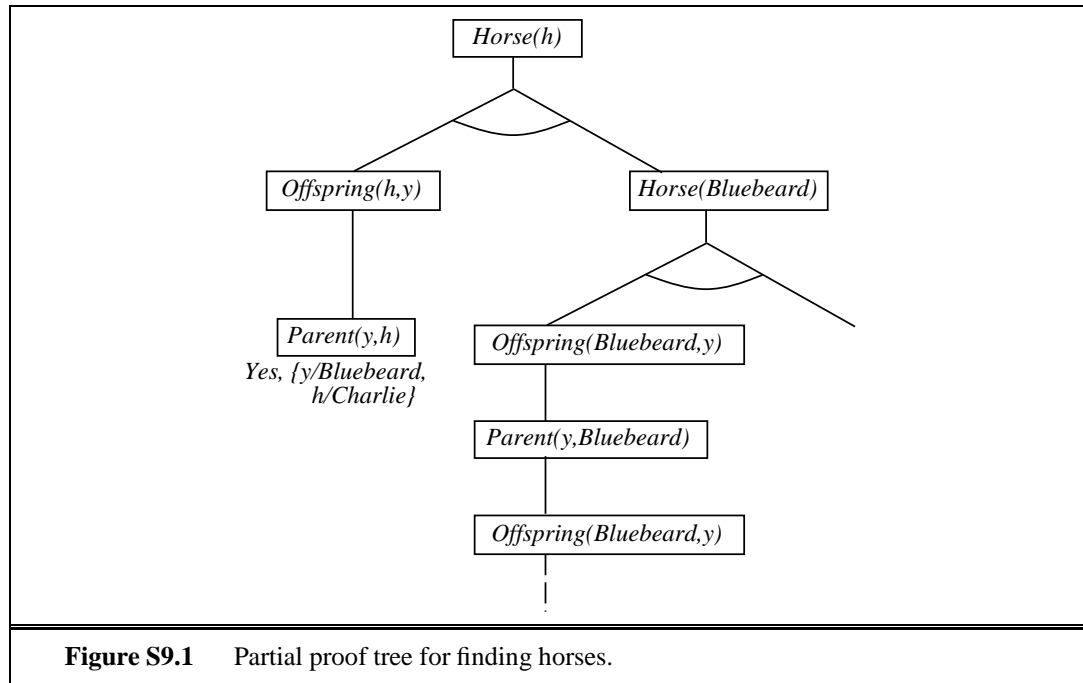 Horse(h)
Offspring(h,y)
Horse(Bluebeard)
Parent(y,h)
Yes, {y/Bluebeard,
h/Charlie}
Offspring(Bluebeard,y)
Parent(y,Bluebeard)
Offspring(Bluebeard,y)
Figure S9.1 Partial proof tree for finding horses.